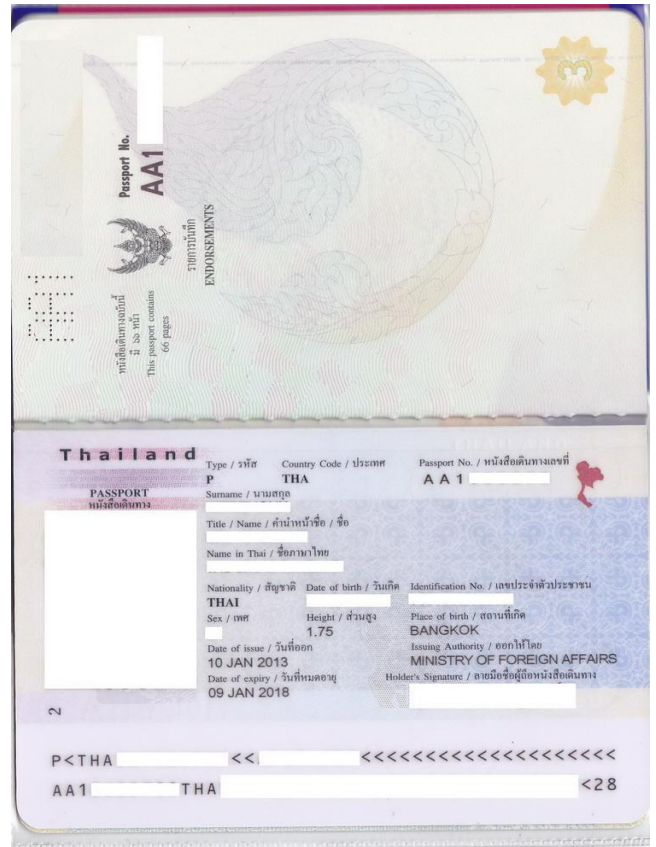 Passport No.
AA1
รายการบันทึก
ENDORSEMENTS
หนังสือเดินทางฉบับนี้
มี ๖๖ หน้า
This passport contains
66 pages
3
Thailand
PASSPORT
หนังสือเดินทาง
Type / รหัส Country Code / ประเทศ Passport No. / หนังสือเดินทางเลขที่
P THA AA1
Surname / นามสกุล
Title / Name / คำนำหน้าชื่อ / ชื่อ
Name in Thai / ชื่อภาษาไทย
Nationality / สัญชาติ Date of birth / วันเกิด Identification No. / เลขประจำตัวประชาชน
THAI
Sex / เพศ Height / ส่วนสูง Place of birth / สถานที่เกิด
1.75 BANGKOK
Date of issue / วันที่ออก Issuing Authority / ออกให้โดย
10 JAN 2013 MINISTRY OF FOREIGN AFFAIRS
Date of expiry / วันที่หมดอายุ Holder's Signature / ลายมือชื่อผู้ถือหนังสือเดินทาง
09 JAN 2018
2
P<THA <<. <<<<<<<<<<<<<<<<<<<<<
AA1 THA <28